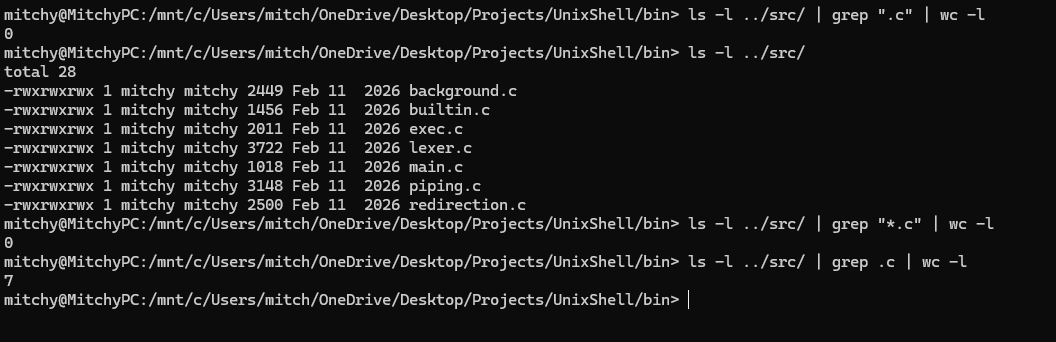 mitchy@MitchyPC:/mnt/c/Users/mitch/OneDrive/Desktop/Projects/UnixShell/bin> ls -l ../src/ | grep ".c" | wc -l
0
mitchy@MitchyPC:/mnt/c/Users/mitch/OneDrive/Desktop/Projects/UnixShell/bin> ls -l ../src/
total 28
-rwxrwxrwx 1 mitchy mitchy 2449 Feb 11  2026 background.c
-rwxrwxrwx 1 mitchy mitchy 1456 Feb 11  2026 builtin.c
-rwxrwxrwx 1 mitchy mitchy 2011 Feb 11  2026 exec.c
-rwxrwxrwx 1 mitchy mitchy 3722 Feb 11  2026 lexer.c
-rwxrwxrwx 1 mitchy mitchy 1018 Feb 11  2026 main.c
-rwxrwxrwx 1 mitchy mitchy 3148 Feb 11  2026 piping.c
-rwxrwxrwx 1 mitchy mitchy 2500 Feb 11  2026 redirection.c
mitchy@MitchyPC:/mnt/c/Users/mitch/OneDrive/Desktop/Projects/UnixShell/bin> ls -l ../src/ | grep "*.c" | wc -l
0
mitchy@MitchyPC:/mnt/c/Users/mitch/OneDrive/Desktop/Projects/UnixShell/bin> ls -l ../src/ | grep .c | wc -l
7
mitchy@MitchyPC:/mnt/c/Users/mitch/OneDrive/Desktop/Projects/UnixShell/bin>